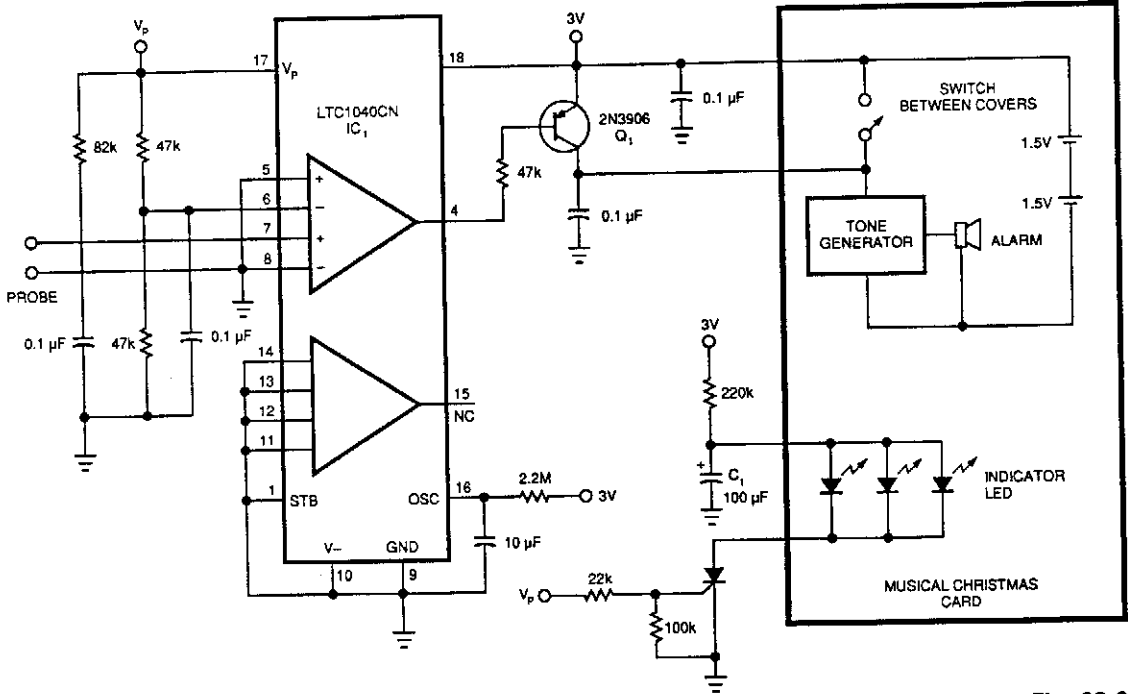 Vp
17
Vp
LTC1040CN
IC1
18
3V
0.1 µF
2N3906
Q1
SWITCH
BETWEEN COVERS
1.5V
1.5V
82k
47k
5
+
6
−
7
+
8
−
4
47k
0.1 µF
TONE
GENERATOR
ALARM
PROBE
0.1 µF
47k
0.1 µF
14
13
12
11
15
NC
1
STB
OSC
16
2.2M
3V
10 µF
V−
GND
10
9
3V
220k
+
C1
100 µF
INDICATOR
LED
Vp
22k
100k
MUSICAL CHRISTMAS
CARD